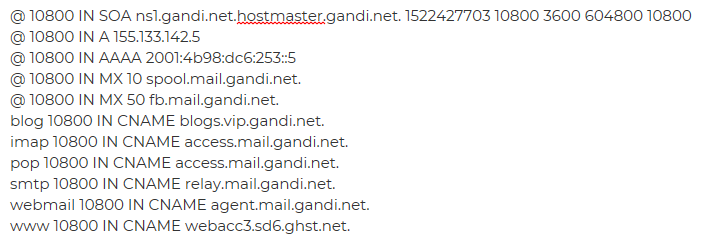 @ 10800 IN SOA ns1.gandi.net.hostmaster.gandi.net. 1522427703 10800 3600 604800 10800
@ 10800 IN A 155.133.142.5
@ 10800 IN AAAA 2001:4b98:dc6:253::5
@ 10800 IN MX 10 spool.mail.gandi.net.
@ 10800 IN MX 50 fb.mail.gandi.net.
blog 10800 IN CNAME blogs.vip.gandi.net.
imap 10800 IN CNAME access.mail.gandi.net.
pop 10800 IN CNAME access.mail.gandi.net.
smtp 10800 IN CNAME relay.mail.gandi.net.
webmail 10800 IN CNAME agent.mail.gandi.net.
www 10800 IN CNAME webacc3.sd6.ghst.net.